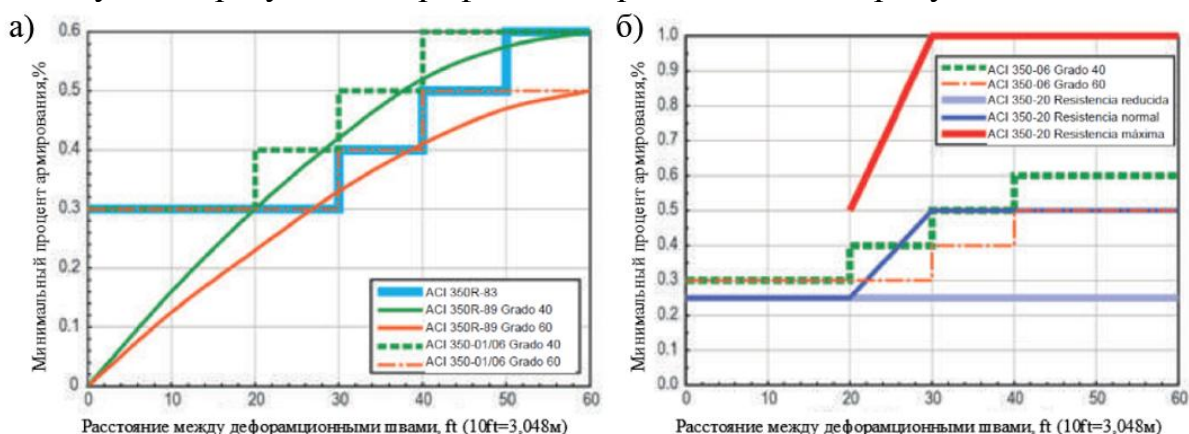 а)
Минимальный процент армирования,%
0.6
0.5
0.4
0.3
0.2
0.1
0
ACI 350R-83
ACI 350R-89 Grado 40
ACI 350R-89 Grado 60
ACI 350-01/06 Grado 40
ACI 350-01/06 Grado 60
0 10 20 30 40 50 60
Расстояние между дефорамционными швами, ft (10ft=3,048м)
б)
Минимальный процент армирования,%
1.0
0.9
0.8
0.7
0.6
0.5
0.4
0.3
0.2
0.1
0.0
ACI 350-06 Grado 40
ACI 350-06 Grado 60
ACI 350-20 Resistencia reducida
ACI 350-20 Resistencia normal
ACI 350-20 Resistencia máxima
0 10 20 30 40 50 60
Расстояние между дефорамционными швами, ft (10ft=3,048м)